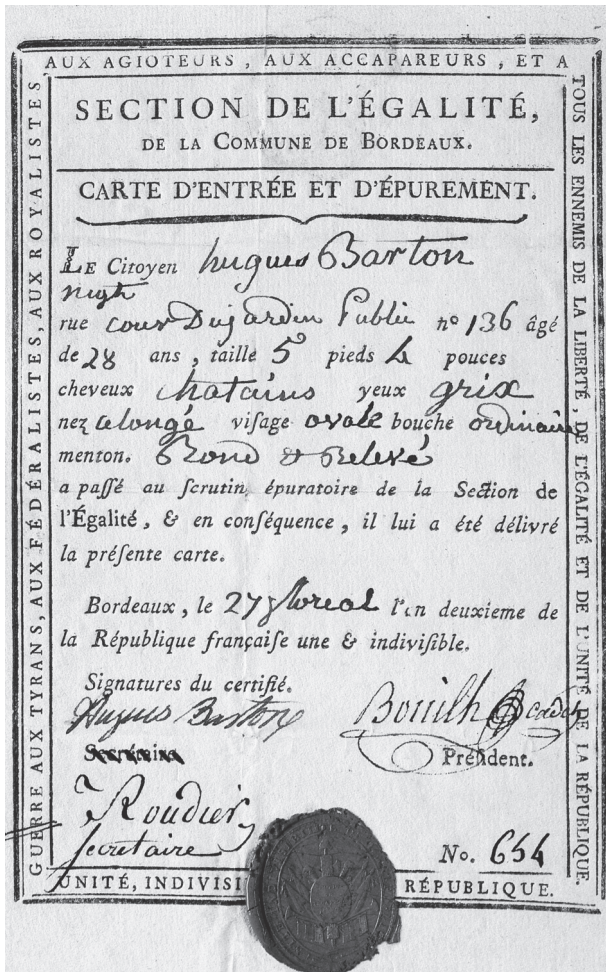 AUX AGIOTEURS, AUX ACCAPAREURS, ET A
TOUS LES ENNEMIS DE LA LIBERTÉ, DE L'ÉGALITÉ ET DE L'UNITÉ DE LA RÉPUBLIQUE.
GUERRE AUX TYRANS, AUX FÉDÉRALISTES, AUX ROYALISTES
SECTION DE L'ÉGALITÉ,
DE LA COMMUNE DE BORDEAUX.
CARTE D'ENTRÉE ET D'ÉPUREMENT.
LE Citoyen hugues Barton
rue cour Dujardin Public nº 136 âgé
de 28 ans, taille 5 pieds 4 pouces
cheveux chatains yeux grix
nez alongé viſage ovale bouche ordinaire
menton. Rond & Relevé
a paſſé au ſcrutin épuratoire de la Section de
l'Égalité, & en conſéquence, il lui a été délivré
la préſente carte.
Bordeaux, le 27 floreal l'an deuxieme de
la République françaiſe une & indiviſible.
Signatures du certifié.
Hugues Barton
Bouilh
Préſident.
Roudier
ſecretaire
No. 654
UNITÉ, INDIVISI RÉPUBLIQUE.